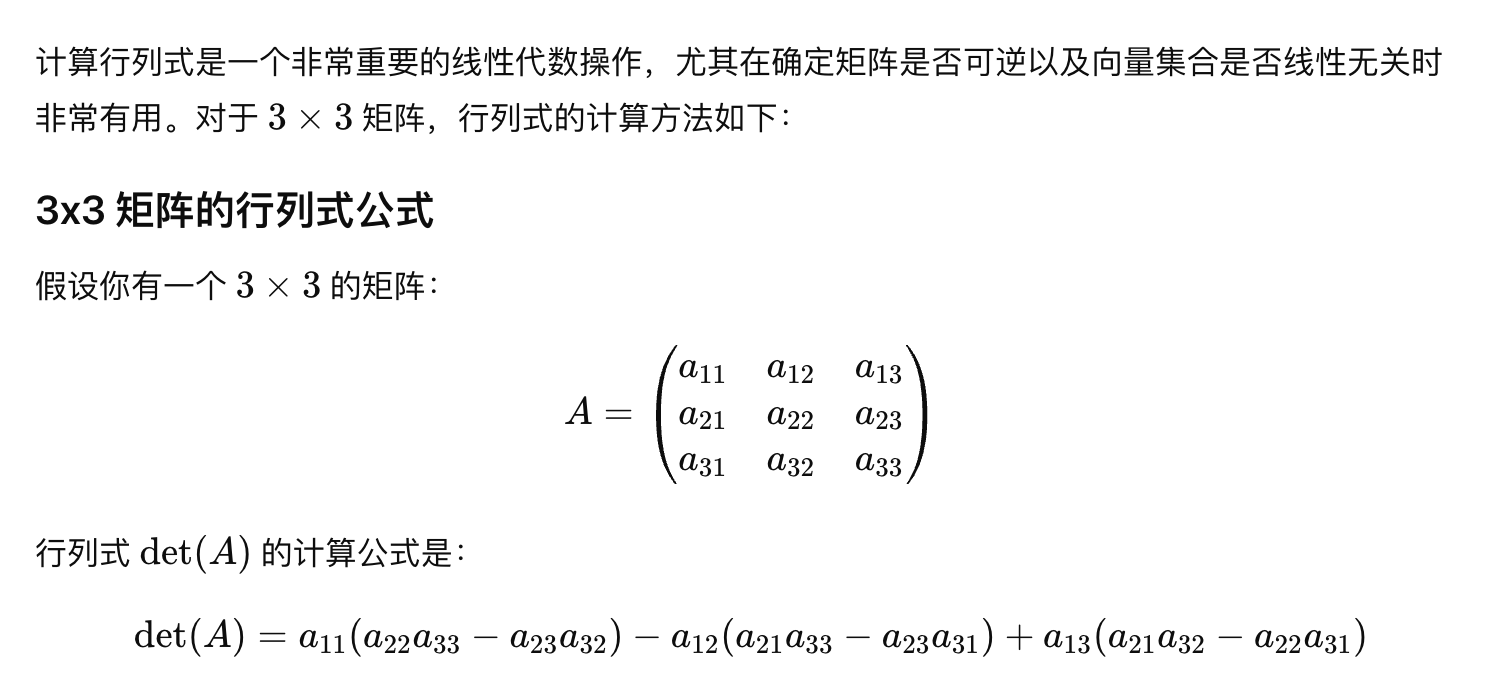 计算行列式是一个非常重要的线性代数操作，尤其在确定矩阵是否可逆以及向量集合是否线性无关时
非常有用。对于 3 × 3 矩阵，行列式的计算方法如下：
3x3 矩阵的行列式公式
假设你有一个 3 × 3 的矩阵：
A = \begin{pmatrix} a_{11} & a_{12} & a_{13} \\ a_{21} & a_{22} & a_{23} \\ a_{31} & a_{32} & a_{33} \end{pmatrix}
行列式 det(A) 的计算公式是：
det(A) = a_{11}(a_{22}a_{33} − a_{23}a_{32}) − a_{12}(a_{21}a_{33} − a_{23}a_{31}) + a_{13}(a_{21}a_{32} − a_{22}a_{31})